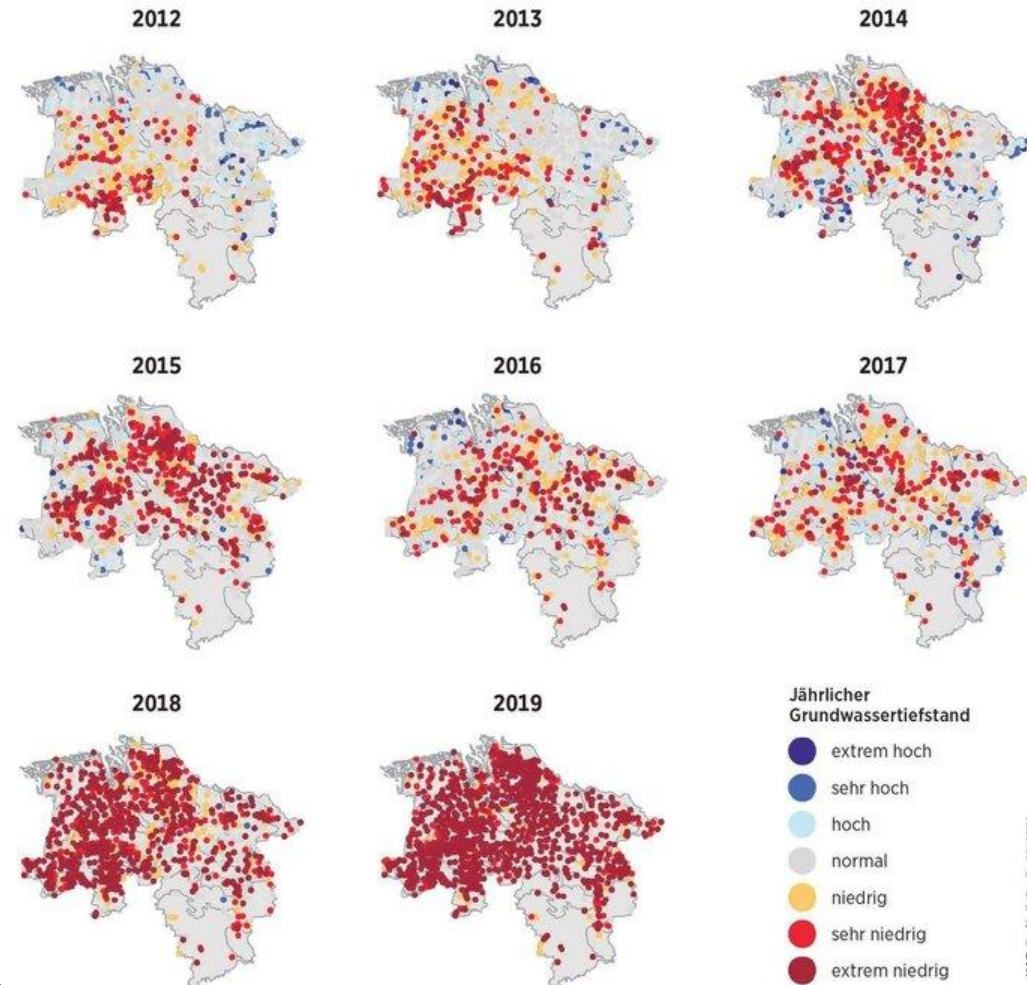 2012
2013
2014
2015
2016
2017
2018
2019
Jährlicher
Grundwassertiefstand
extrem hoch
sehr hoch
hoch
normal
niedrig
sehr niedrig
extrem niedrig